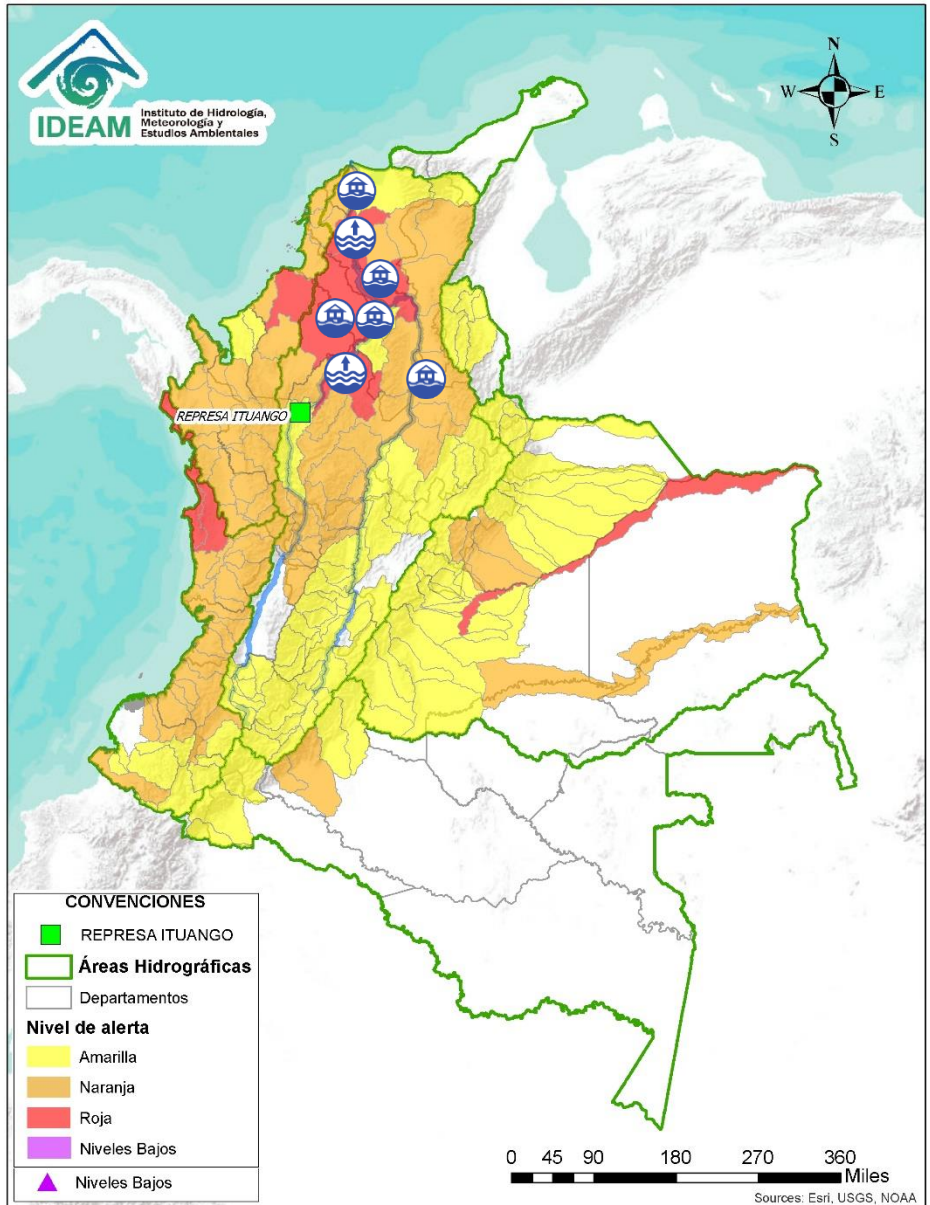 IDEAM
Instituto de Hidrología,
Meteorología y
Estudios Ambientales
N
W
E
S
REPRESA ITUANGO
CONVENCIONES
REPRESA ITUANGO
Áreas Hidrográficas
Departamentos
Nivel de alerta
Amarilla
Naranja
Roja
Niveles Bajos
Niveles Bajos
0 45 90 180 270 360
Miles
Sources: Esri, USGS, NOAA